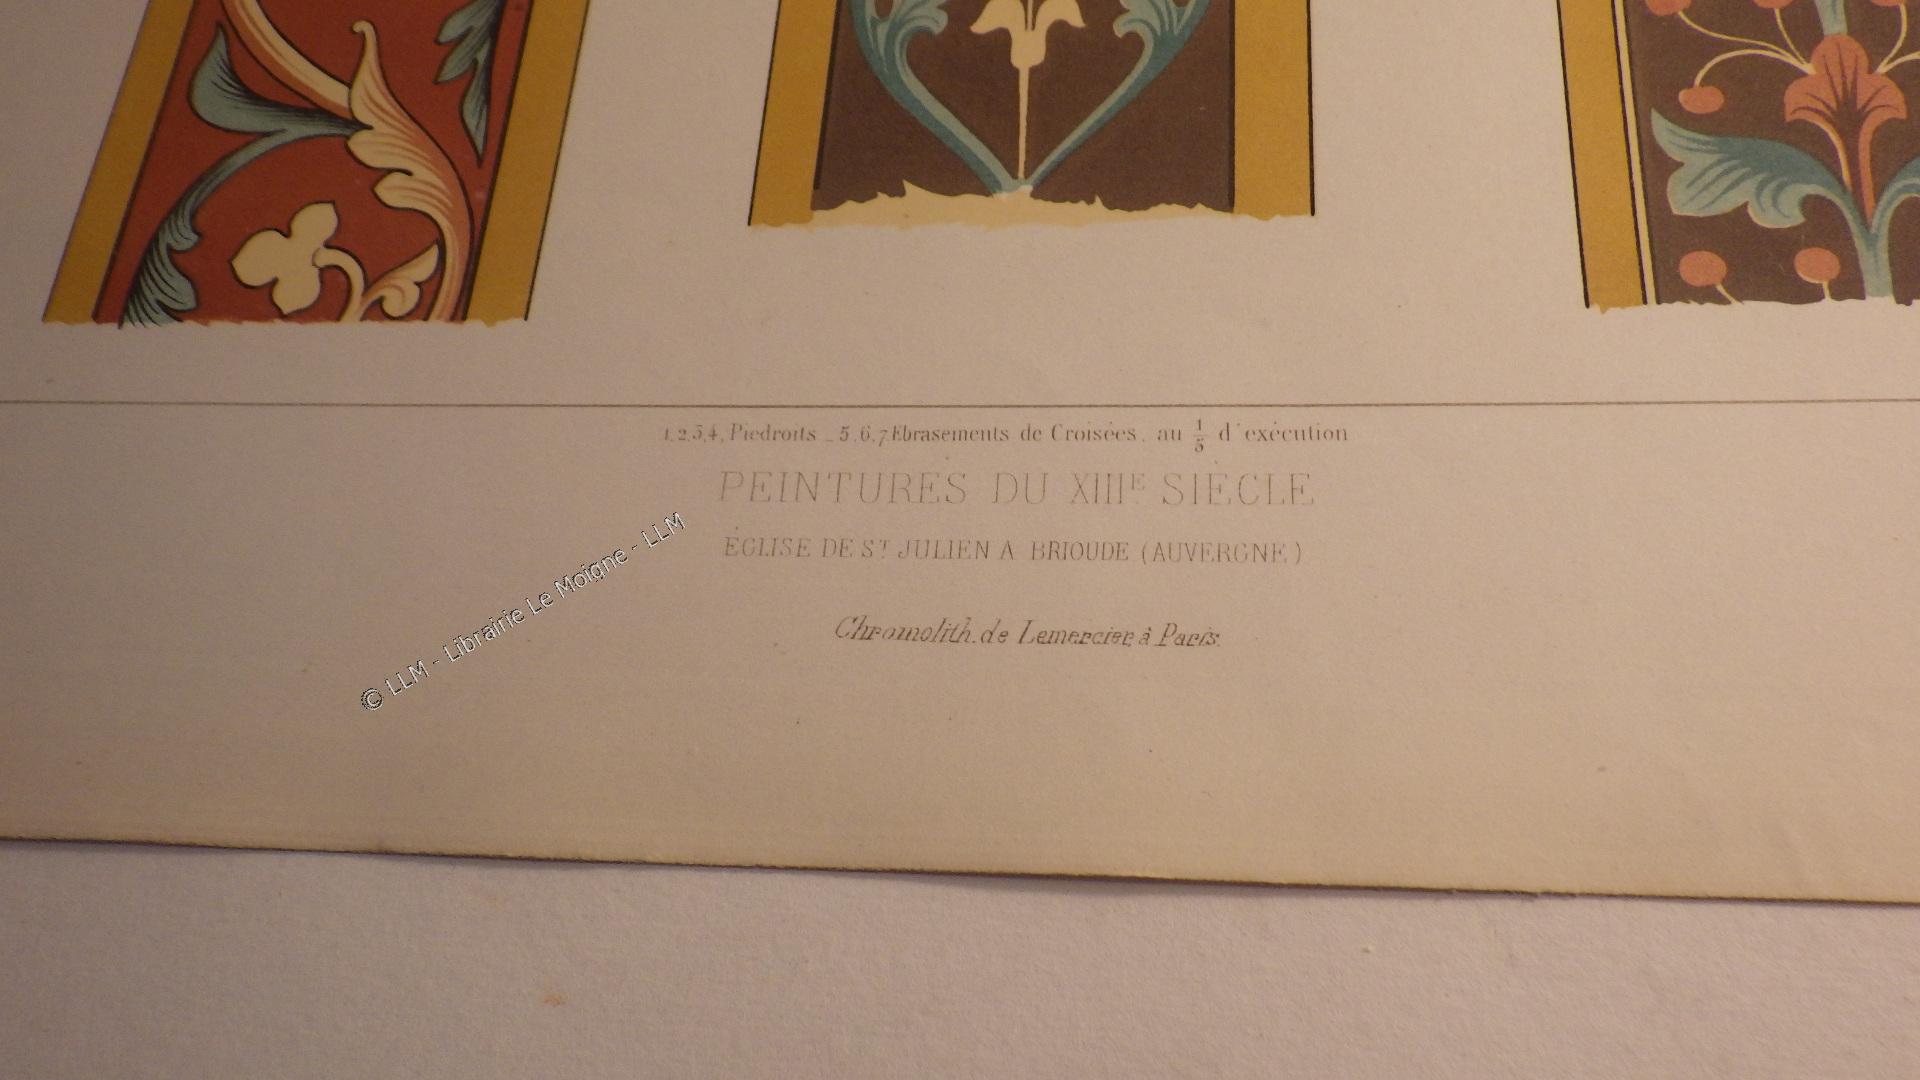 1, 2, 3, 4, Piedroits _ 5, 6, 7 Ebrasements de Croisées, au 1/5 d'exécution
PEINTURES DU XIIIE SIÈCLE
ÉGLISE DE ST JULIEN A BRIOUDE (AUVERGNE)
Chromolith. de Lemercier, à Paris.
© LLM - Librairie Le Moigne - LLM